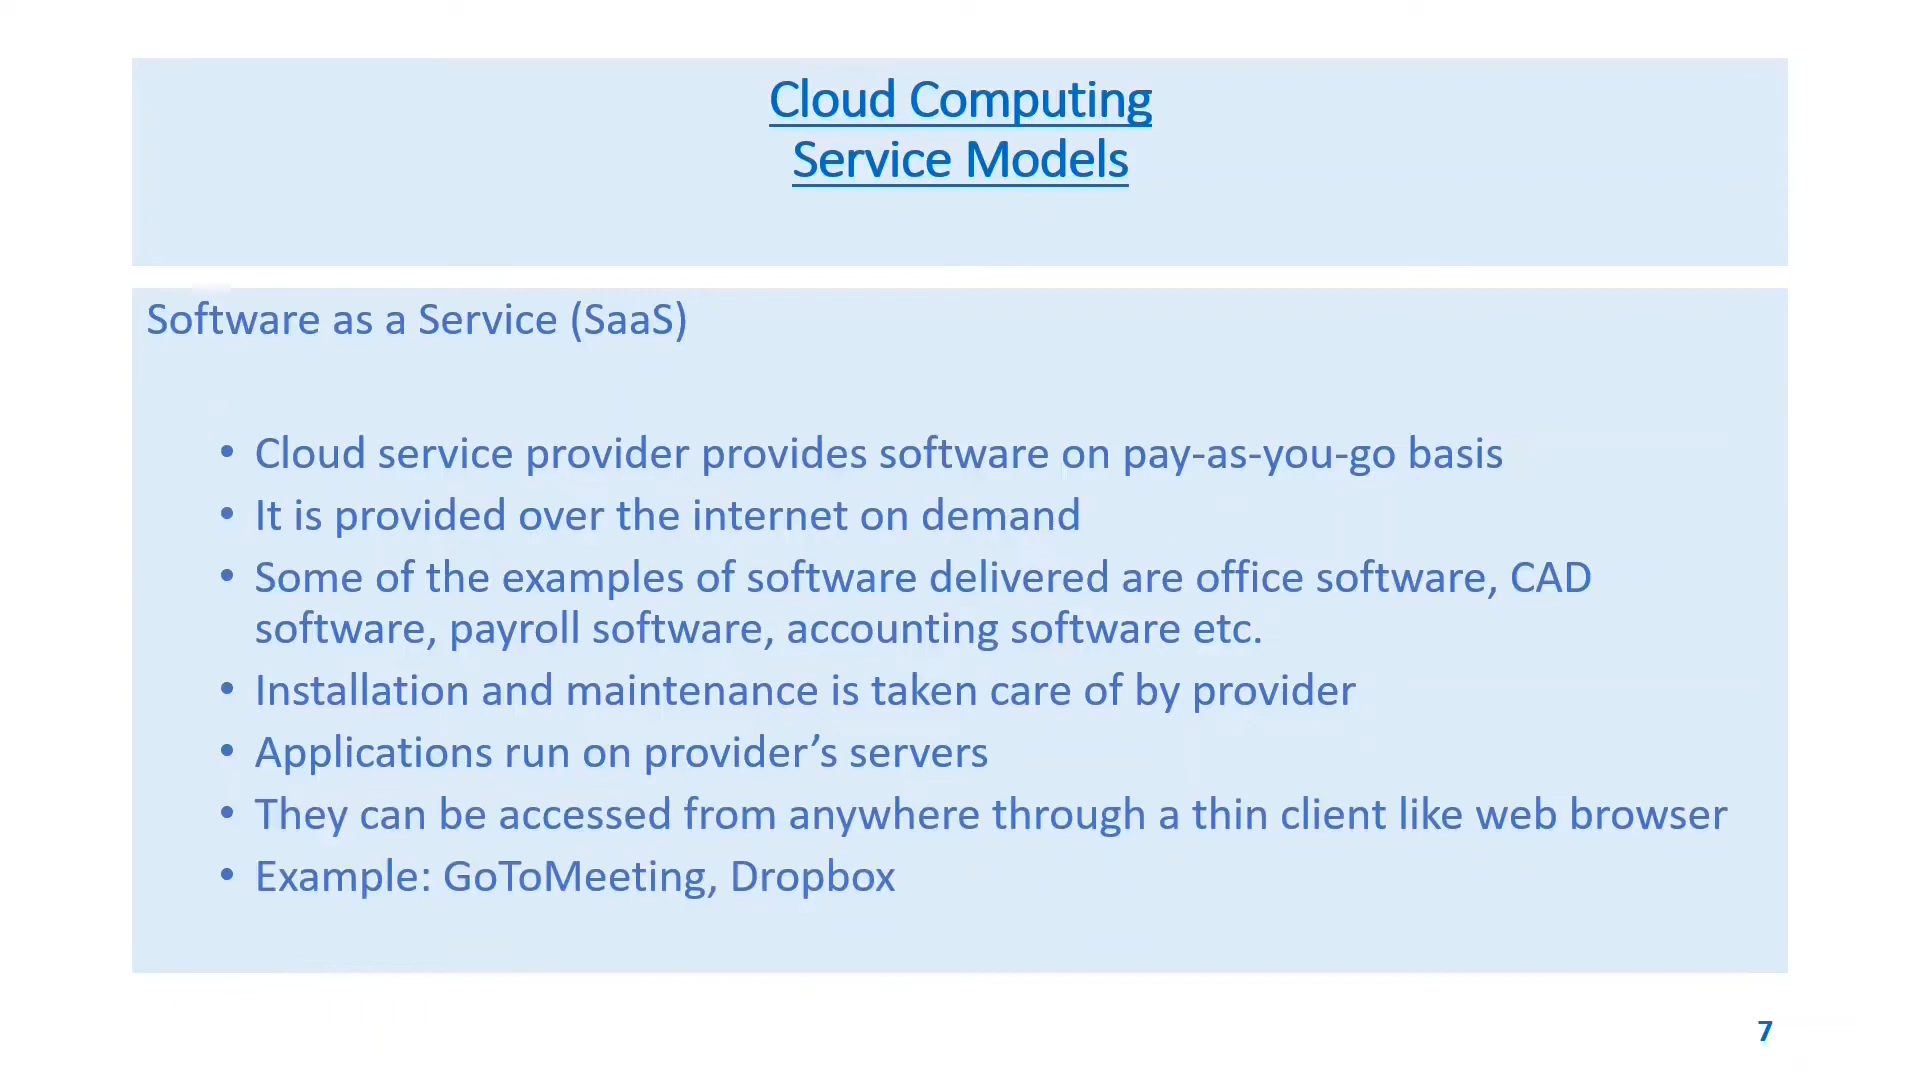 Cloud Computing
Service Models
Software as a Service (SaaS)
• Cloud service provider provides software on pay-as-you-go basis
• It is provided over the internet on demand
• Some of the examples of software delivered are office software, CAD
software, payroll software, accounting software etc.
• Installation and maintenance is taken care of by provider
• Applications run on provider’s servers
• They can be accessed from anywhere through a thin client like web browser
• Example: GoToMeeting, Dropbox
7